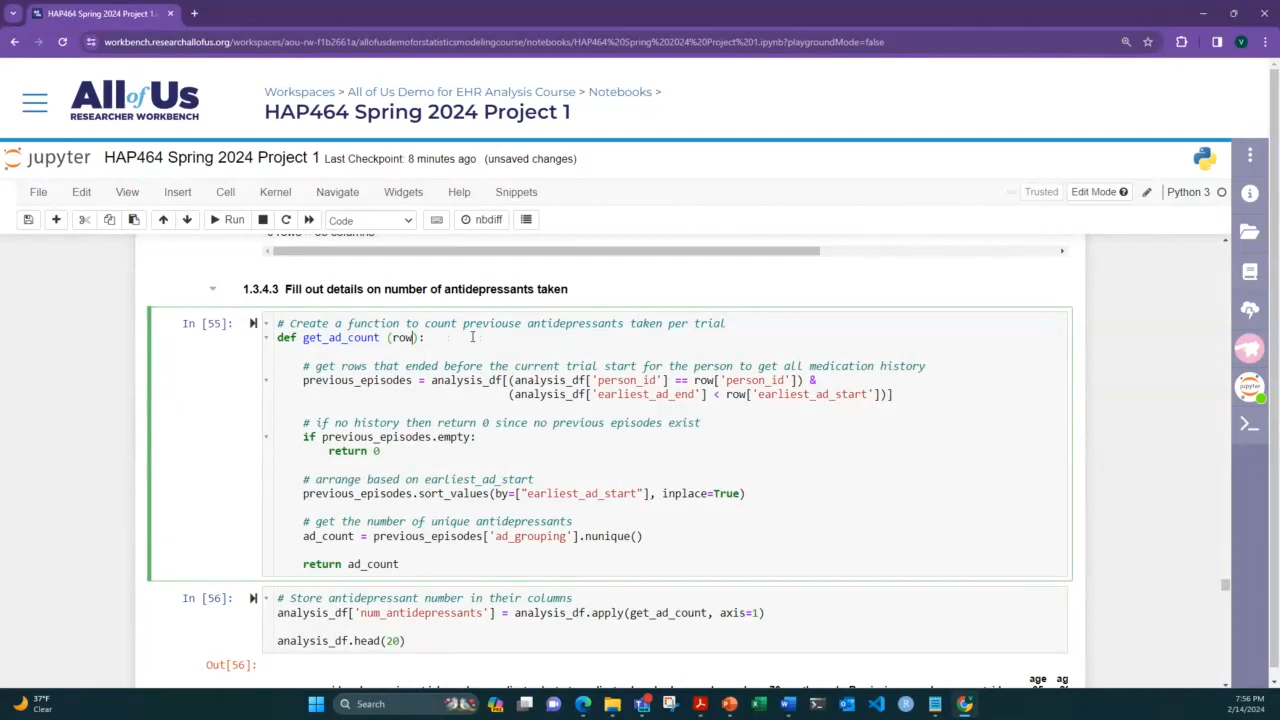 HAP464 Spring 2024 Project 1.
workbench.researchallofus.org/workspaces/aou-rw-f1b2661a/allofusdemoforstatisticsmodelingcourse/notebooks/HAP464%20Spring%202024%20Project%201.ipynb?playgroundMode=false
V
All of Us
RESEARCHER WORKBENCH
Workspaces > All of Us Demo for EHR Analysis Course > Notebooks >
HAP464 Spring 2024 Project 1
jupyter HAP464 Spring 2024 Project 1 Last Checkpoint: 8 minutes ago (unsaved changes)
File Edit View Insert Cell Kernel Navigate Widgets Help Snippets
Trusted Edit Mode Python 3
Run Code nbdiff
1.3.4.3 Fill out details on number of antidepressants taken
In [55]:
# Create a function to count previouse antidepressants taken per trial
def get_ad_count (row):
# get rows that ended before the current trial start for the person to get all medication history
previous_episodes = analysis_df[(analysis_df['person_id'] == row['person_id']) &
(analysis_df['earliest_ad_end'] < row['earliest_ad_start'])]
# if no history then return 0 since no previous episodes exist
if previous_episodes.empty:
return 0
# arrange based on earliest_ad_start
previous_episodes.sort_values(by=["earliest_ad_start"], inplace=True)
# get the number of unique antidepressants
ad_count = previous_episodes['ad_grouping'].nunique()
return ad_count
In [56]:
# Store antidepressant number in their columns
analysis_df['num_antidepressants'] = analysis_df.apply(get_ad_count, axis=1)
analysis_df.head(20)
Out[56]:
age ag
37°F
Clear
Search
7:56 PM
2/14/2024